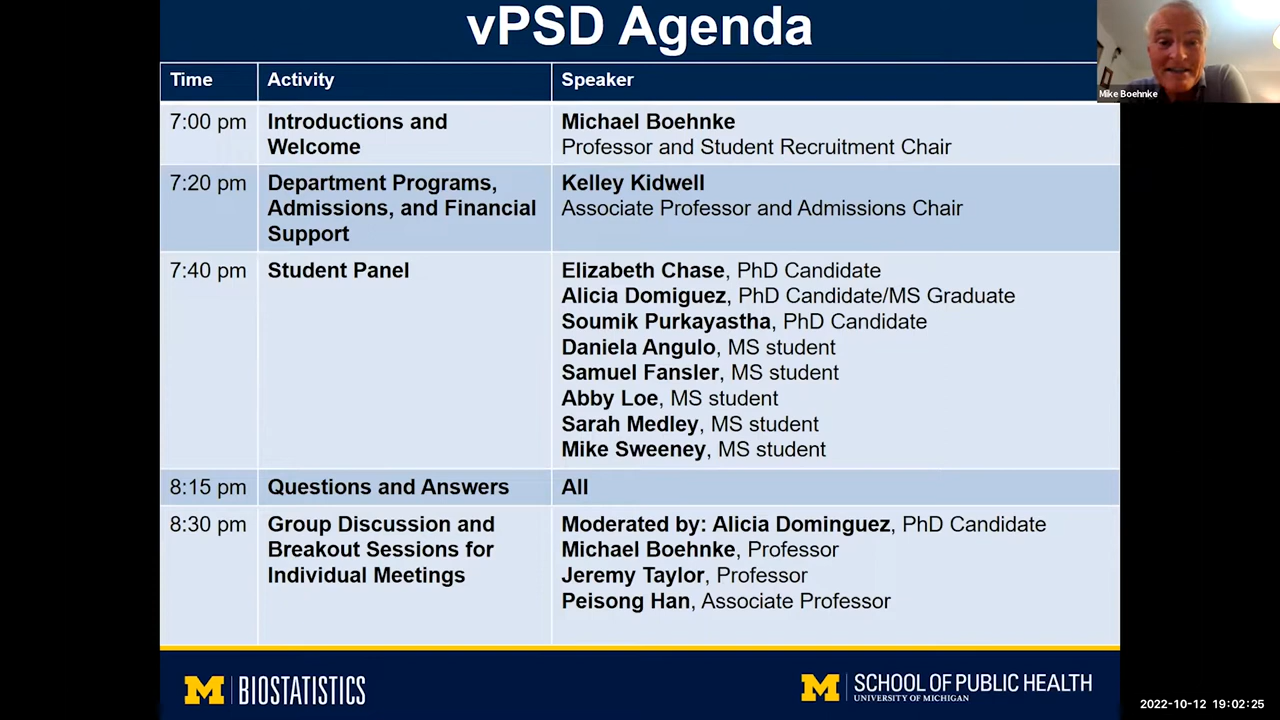 vPSD Agenda
Mike Boehnke
Time Activity Speaker
7:00 pm Introductions and Welcome Michael Boehnke
Professor and Student Recruitment Chair
7:20 pm Department Programs, Admissions, and Financial Support Kelley Kidwell
Associate Professor and Admissions Chair
7:40 pm Student Panel Elizabeth Chase, PhD Candidate
Alicia Domiguez, PhD Candidate/MS Graduate
Soumik Purkayastha, PhD Candidate
Daniela Angulo, MS student
Samuel Fansler, MS student
Abby Loe, MS student
Sarah Medley, MS student
Mike Sweeney, MS student
8:15 pm Questions and Answers All
8:30 pm Group Discussion and Breakout Sessions for Individual Meetings Moderated by: Alicia Dominguez, PhD Candidate
Michael Boehnke, Professor
Jeremy Taylor, Professor
Peisong Han, Associate Professor
M BIOSTATISTICS
M SCHOOL OF PUBLIC HEALTH
UNIVERSITY OF MICHIGAN
2022-10-12 19:02:25